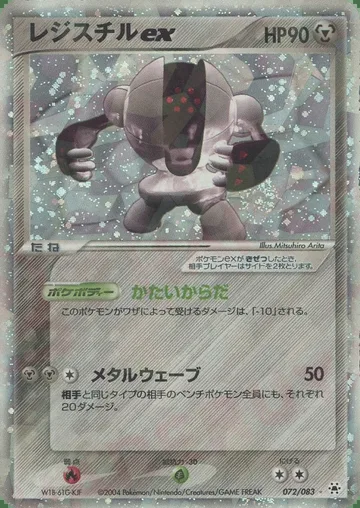 レジスチルex HP90
たね
Illus. Mitsuhiro Arita
ポケモンexがきぜつしたとき、
相手プレイヤーはサイドを2枚とります。
ポケボディー かたいからだ
このポケモンがワザによって受けるダメージは、「-10」される。
メタルウェーブ 50
相手と同じタイプの相手のベンチポケモン全員にも、それぞれ
20ダメージ。
弱点 抵抗力 -30 にげる
WTB-61G-KJF ©2004 Pokémon/Nintendo/Creatures/GAME FREAK 072/083